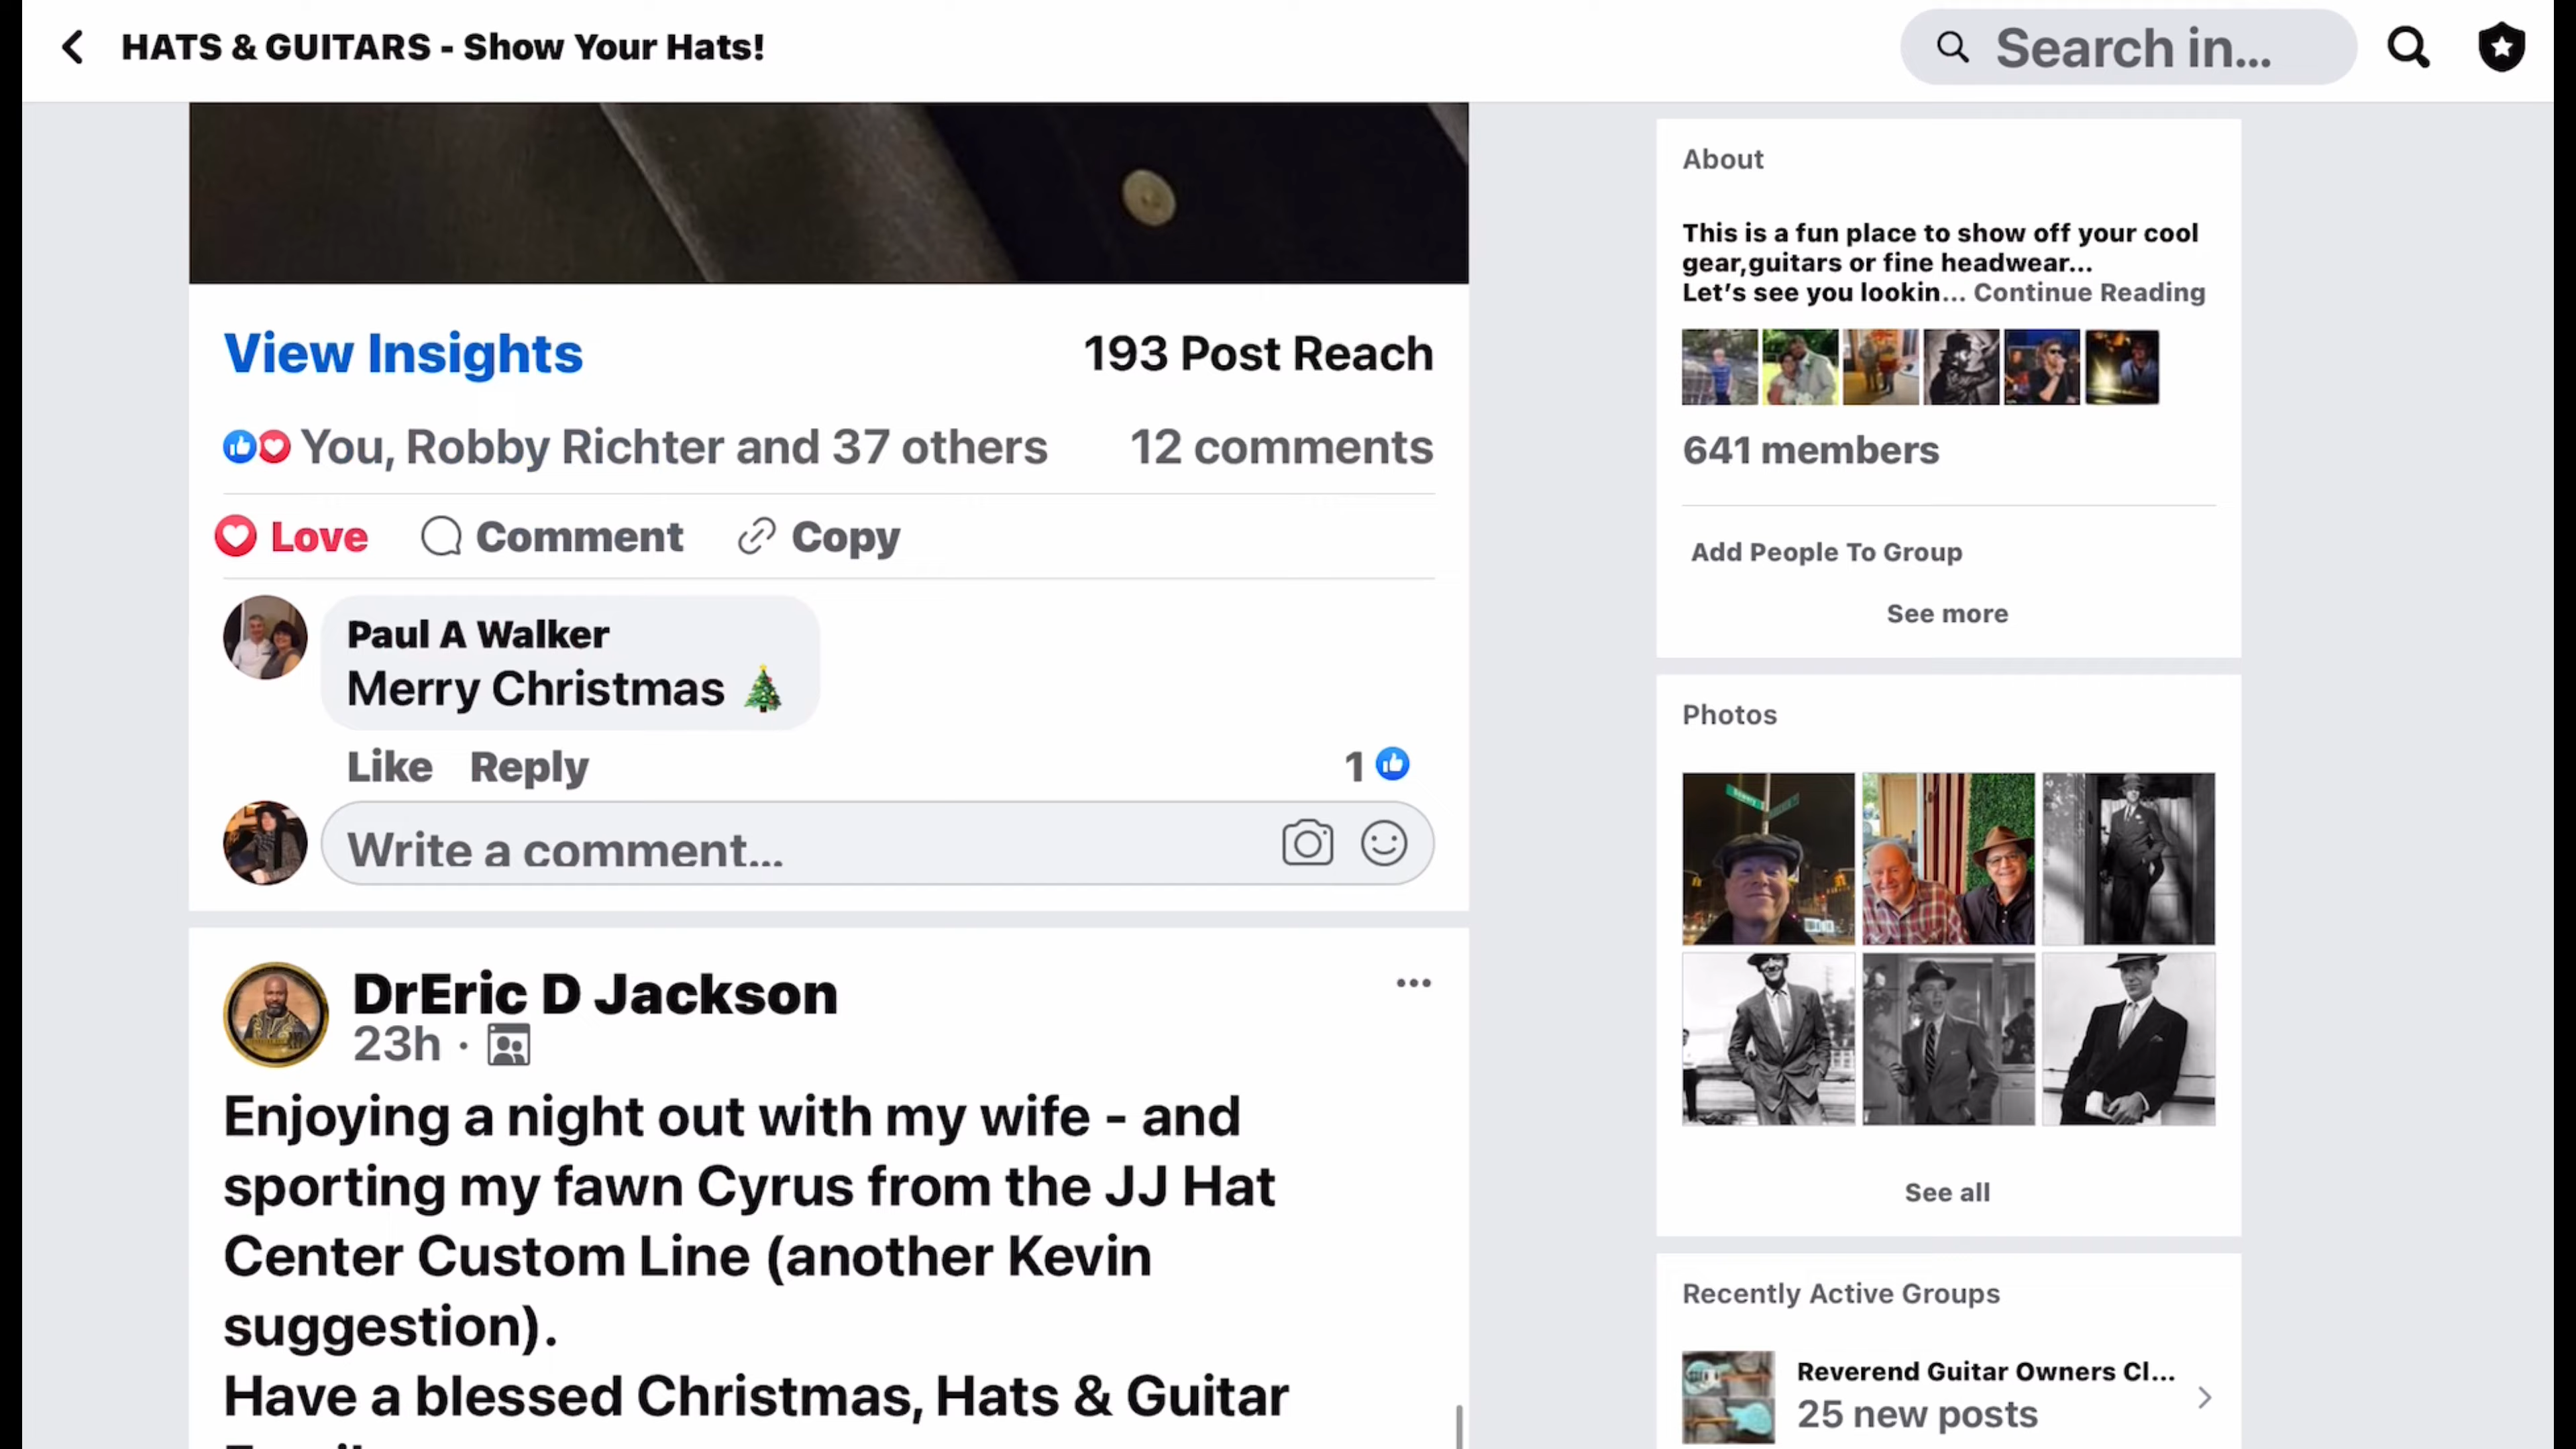 HATS & GUITARS - Show Your Hats!
Search in...
View Insights
193 Post Reach
You, Robby Richter and 37 others
12 comments
Love
Comment
Copy
Paul A Walker
Merry Christmas 🎄
Like
Reply
1
Write a comment...
DrEric D Jackson
23h ·
Enjoying a night out with my wife - and
sporting my fawn Cyrus from the JJ Hat
Center Custom Line (another Kevin
suggestion).
Have a blessed Christmas, Hats & Guitar
About
This is a fun place to show off your cool
gear,guitars or fine headwear...
Let's see you lookin... Continue Reading
641 members
Add People To Group
See more
Photos
See all
Recently Active Groups
Reverend Guitar Owners Cl...
25 new posts